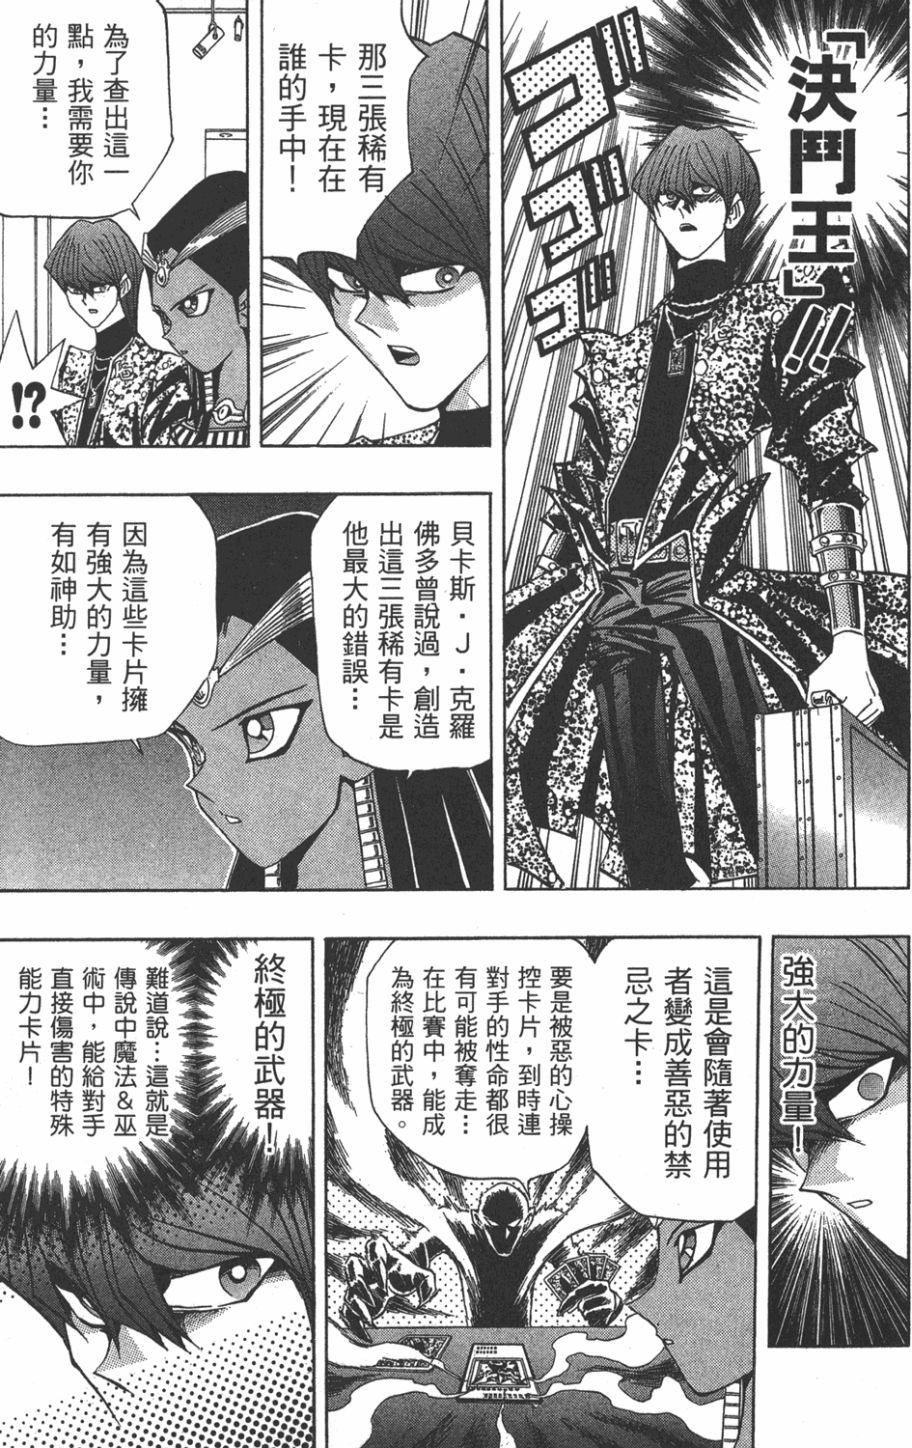 「決鬥王」!!
ゴゴゴゴ
那三張稀有
卡，現在在
誰的手中！
為了查出這一
點，我需要你
的力量…
!?
貝卡斯．J．克羅
佛多曾說過，創造
出這三張稀有卡是
他最大的錯誤…
因為這些卡片擁
有強大的力量，
有如神助…
強大的力量！
這是會隨著使用
者變成善惡的禁
忌之卡…
要是被惡的心操
控卡片，到時連
對手的性命都很
有可能被奪走…
在比賽中，能成
為終極的武器。
終極的武器！
難道說…這就是
傳說中魔法＆巫
術中，能給對手
直接傷害的特殊
能力卡片！